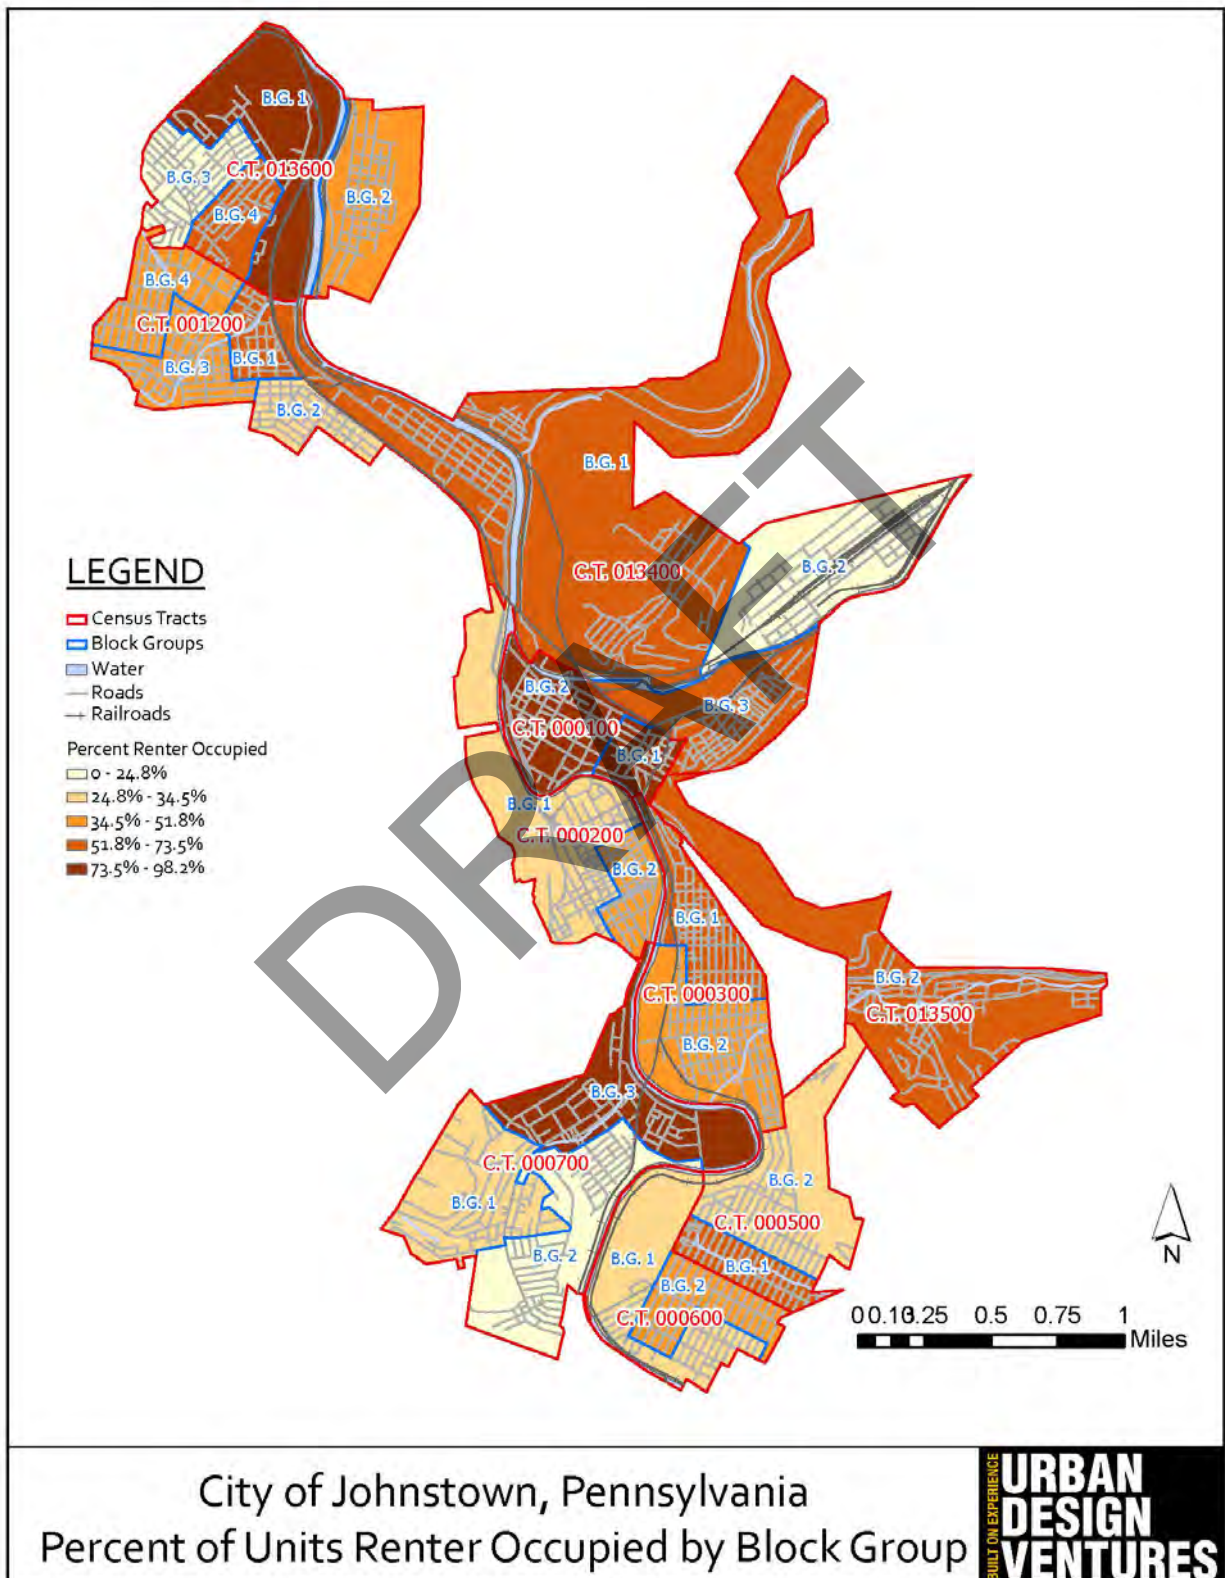 B.G. 1
B.G. 3
C.T. 013600
B.G. 2
B.G. 4
B.G. 4
C.T. 001200
B.G. 3
B.G. 1
B.G. 2
B.G. 1
C.T. 013400
B.G. 2
LEGEND
Census Tracts
Block Groups
Water
Roads
Railroads
Percent Renter Occupied
0 - 24.8%
24.8% - 34.5%
34.5% - 51.8%
51.8% - 73.5%
73.5% - 98.2%
B.G. 2
B.G. 3
C.T. 000100
B.G. 1
B.G. 1
C.T. 000200
B.G. 2
B.G. 1
B.G. 2
C.T. 000300
C.T. 013500
B.G. 2
B.G. 3
C.T. 000700
B.G. 2
B.G. 1
C.T. 000500
B.G. 2
B.G. 1
B.G. 1
B.G. 2
C.T. 000600
DRAFT
N
0 0.13 0.25 0.5 0.75 1
Miles
City of Johnstown, Pennsylvania
Percent of Units Renter Occupied by Block Group
BUILT ON EXPERIENCE
URBAN
DESIGN
VENTURES